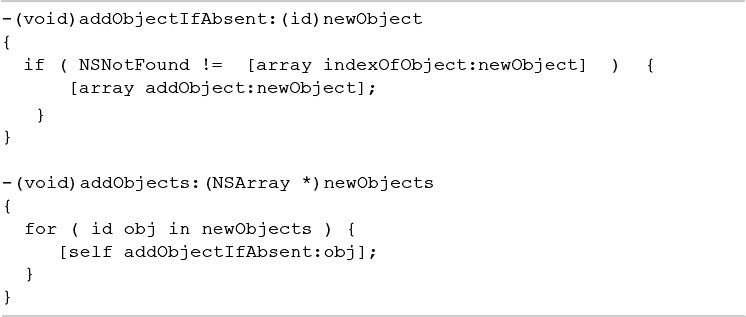 -(void)addObjectIfAbsent:(id)newObject
{
  if ( NSNotFound !=  [array indexOfObject:newObject]  )  {
      [array addObject:newObject];
   }
}

-(void)addObjects:(NSArray *)newObjects
{
  for ( id obj in newObjects ) {
     [self addObjectIfAbsent:obj];
  }
}